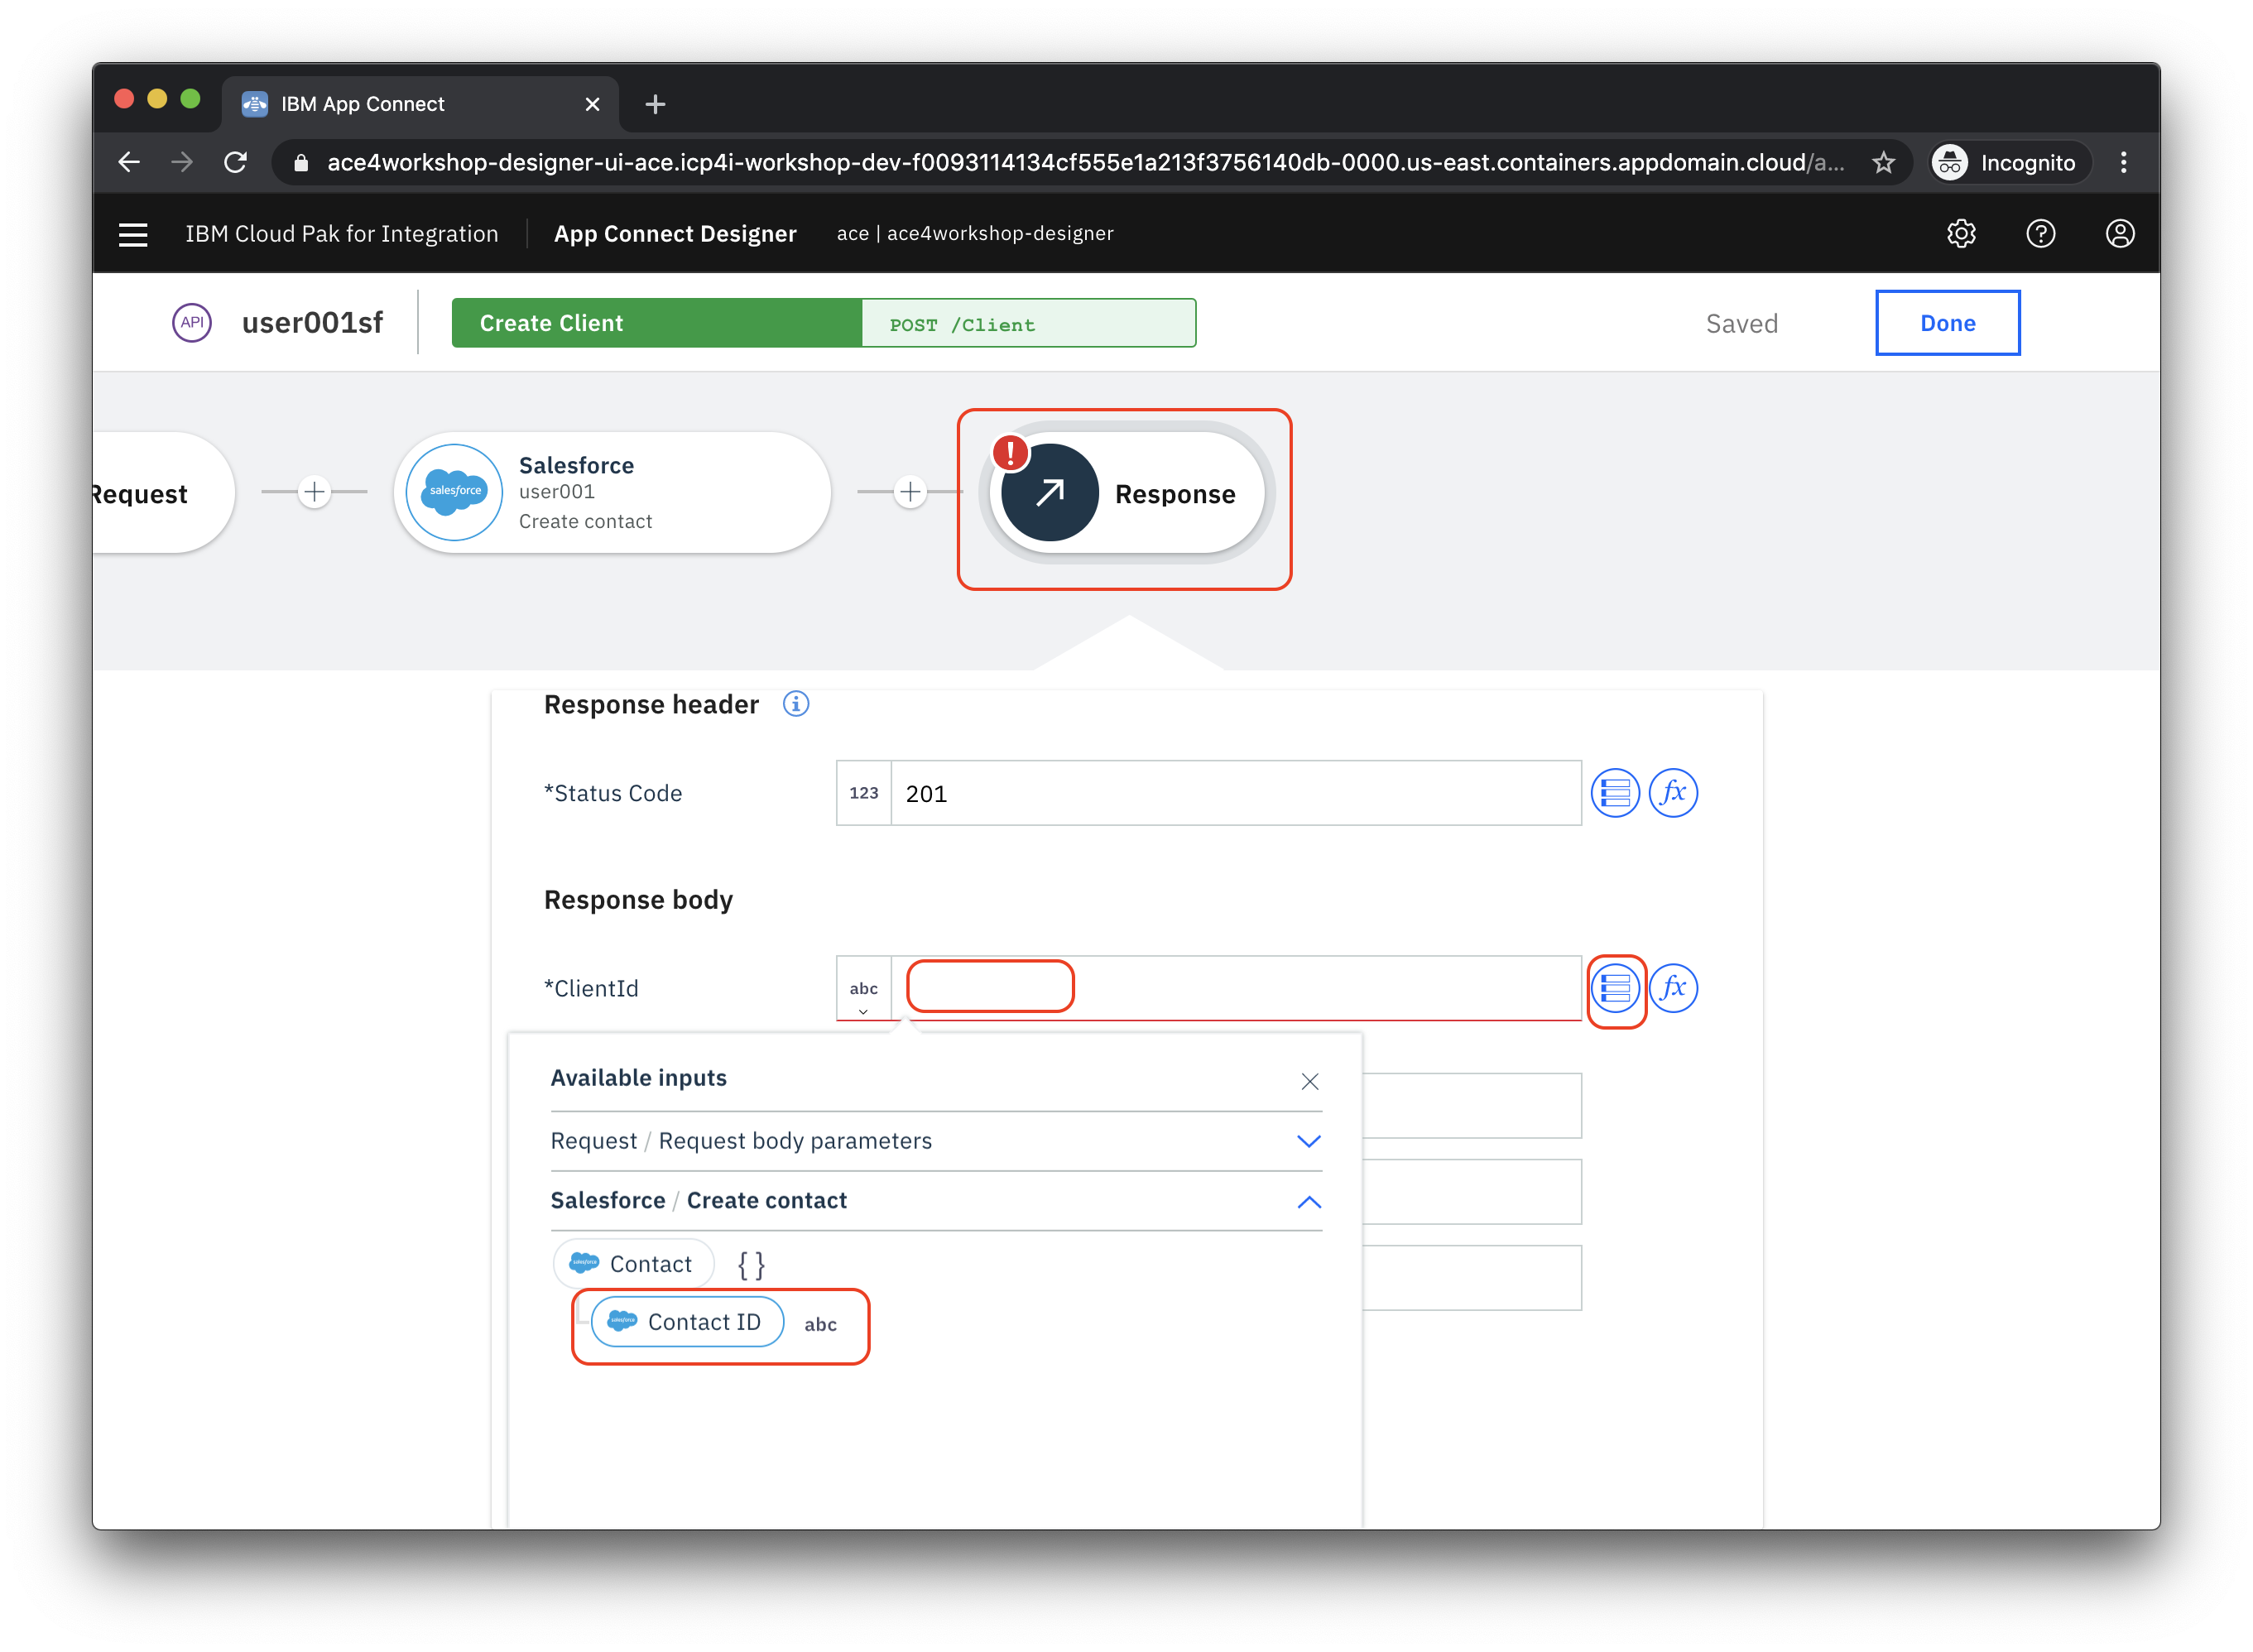 IBM App Connect
ace4workshop-designer-ui-ace.icp4i-workshop-dev-f0093114134cf555e1a213f3756140db-0000.us-east.containers.appdomain.cloud/a...
Incognito
IBM Cloud Pak for Integration
App Connect Designer
ace | ace4workshop-designer
API
user001sf
Create Client
POST /Client
Saved
Done
Request
salesforce
Salesforce
user001
Create contact
!
Response
Response header
i
*Status Code
123
201
fx
Response body
*ClientId
abc
fx
Available inputs
Request / Request body parameters
Salesforce / Create contact
salesforce
Contact
{ }
salesforce
Contact ID
abc